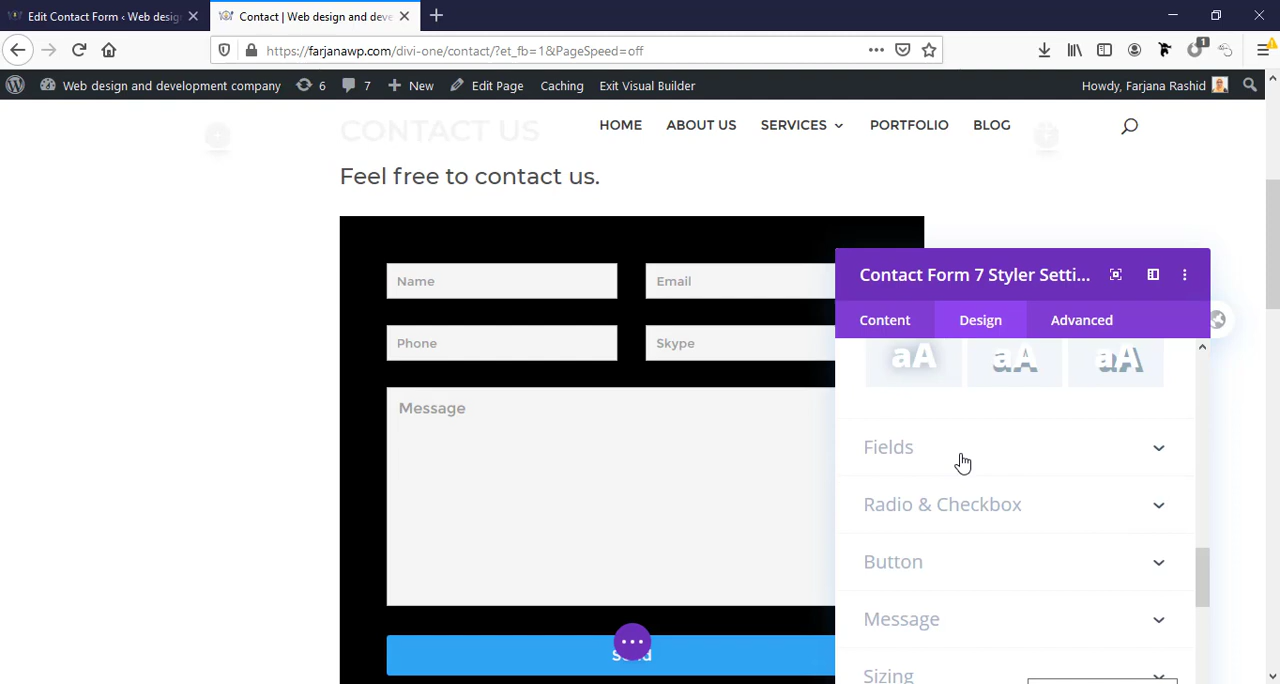 Edit Contact Form ‹ Web desig
Contact | Web design and deve
https://farjanawp.com/divi-one/contact/?et_fb=1&PageSpeed=off
1
Web design and development company
6
7
New
Edit Page
Caching
Exit Visual Builder
Howdy, Farjana Rashid
CONTACT US
HOME
ABOUT US
SERVICES
PORTFOLIO
BLOG
Feel free to contact us.
Name
Email
Phone
Skype
Message
Send
Contact Form 7 Styler Setti...
Content
Design
Advanced
aA
aA
aA
Fields
Radio & Checkbox
Button
Message
Sizing